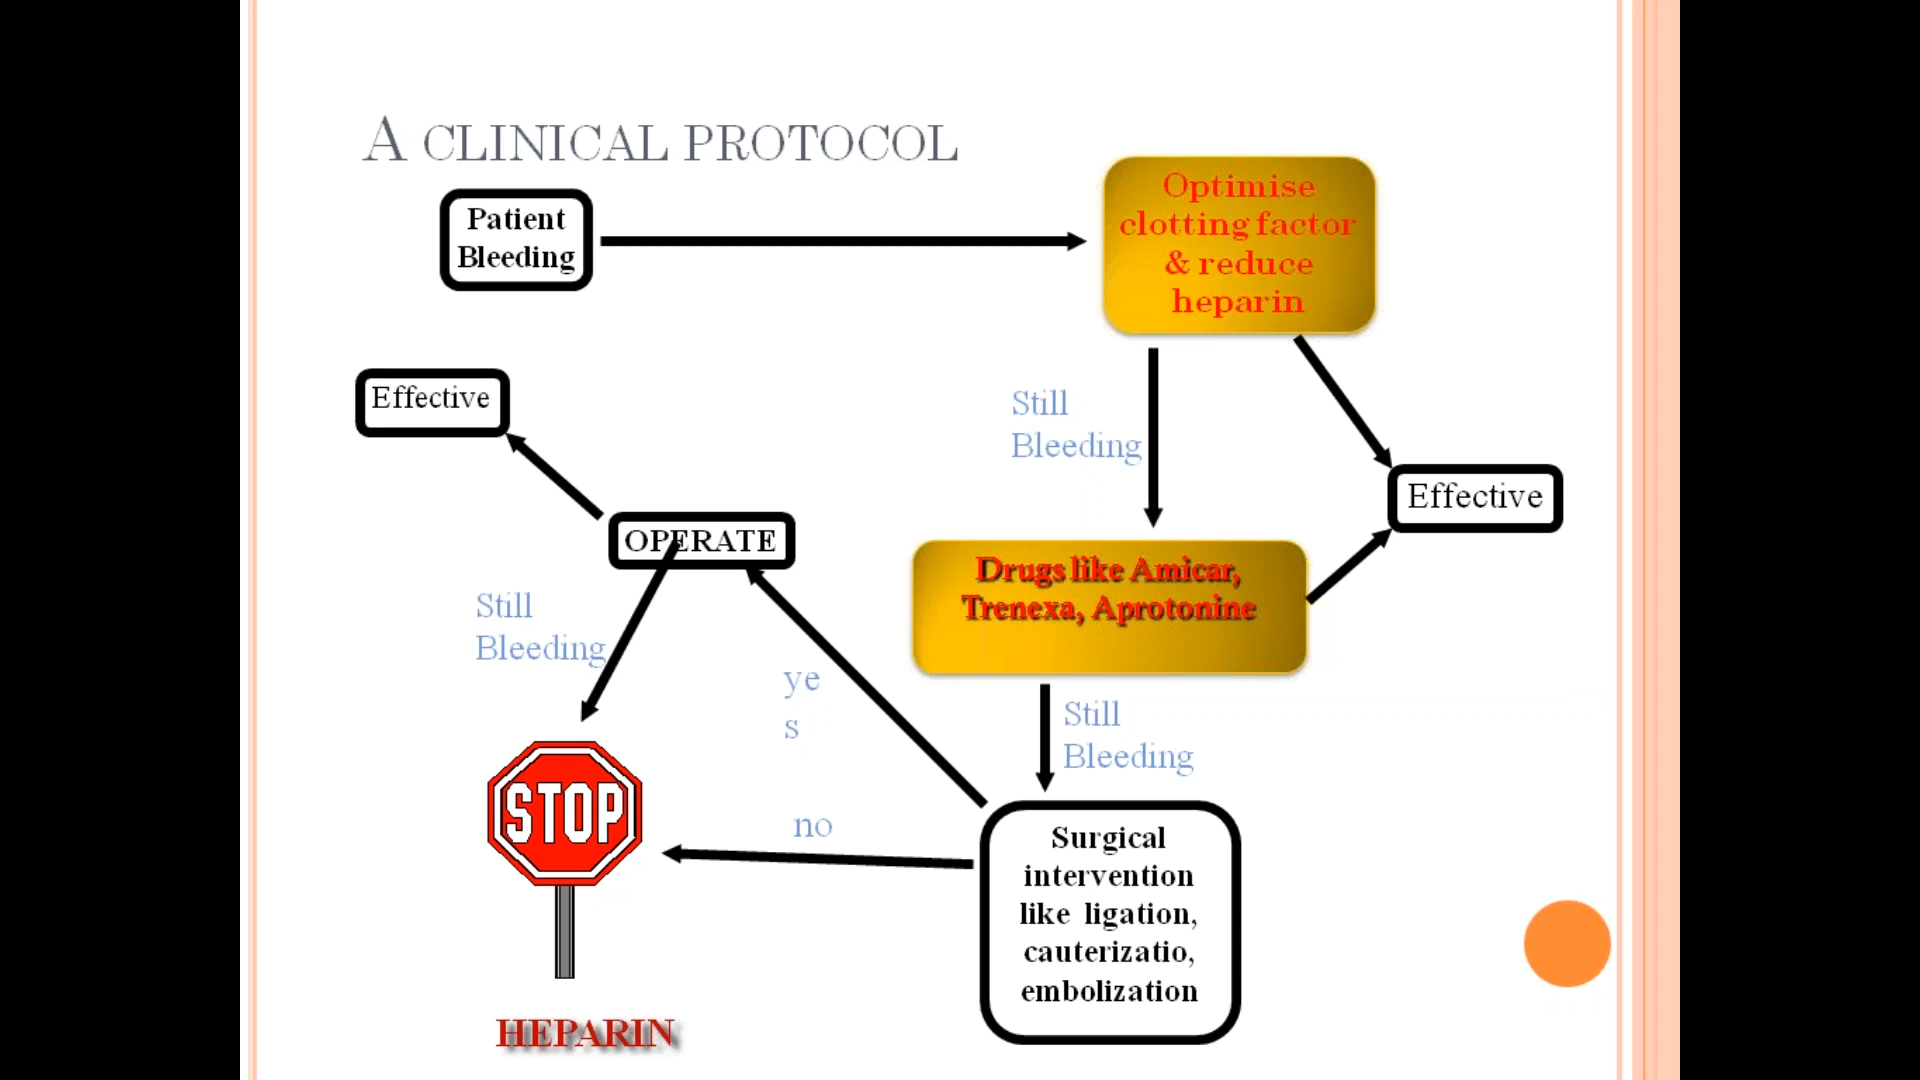 A CLINICAL PROTOCOL
Patient
Bleeding
Optimise
clotting factor
& reduce
heparin
Still
Bleeding
Effective
Effective
OPERATE
Drugs like Amicar,
Trenexa, Aprotonine
Still
Bleeding
ye
s
Still
Bleeding
STOP
no
Surgical
intervention
like ligation,
cauterizatio,
embolization
HEPARIN